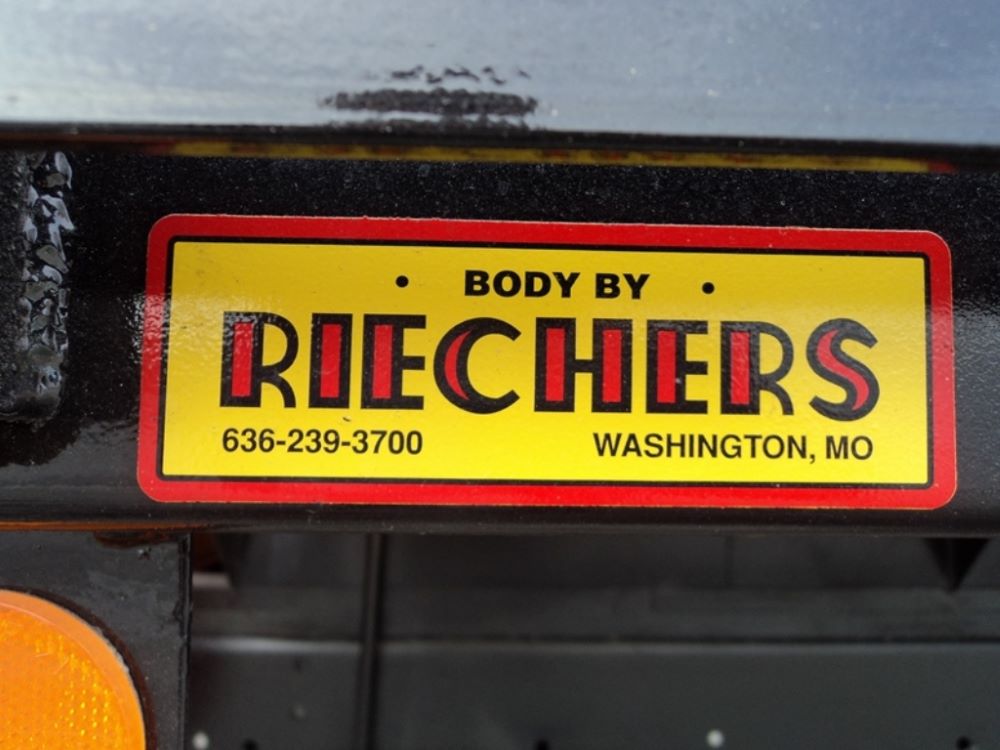 • BODY BY •
RIECHERS
636-239-3700 WASHINGTON, MO